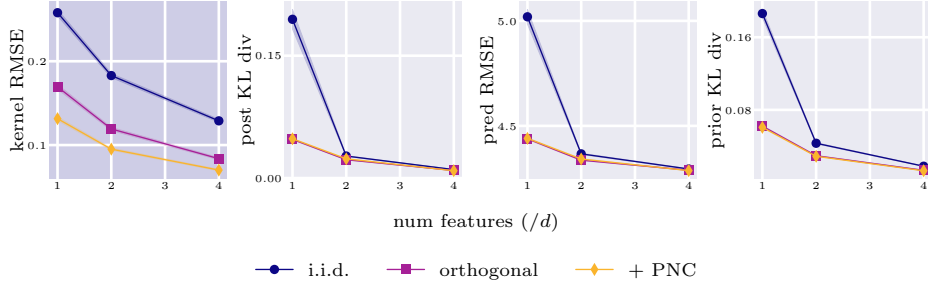 kernel RMSE
0.2
0.1
1 2 3 4
post KL div
0.15
0.00
1 2 3 4
pred RMSE
5.0
4.5
1 2 3 4
prior KL div
0.16
0.08
1 2 3 4
num features (/d)
i.i.d. orthogonal + PNC